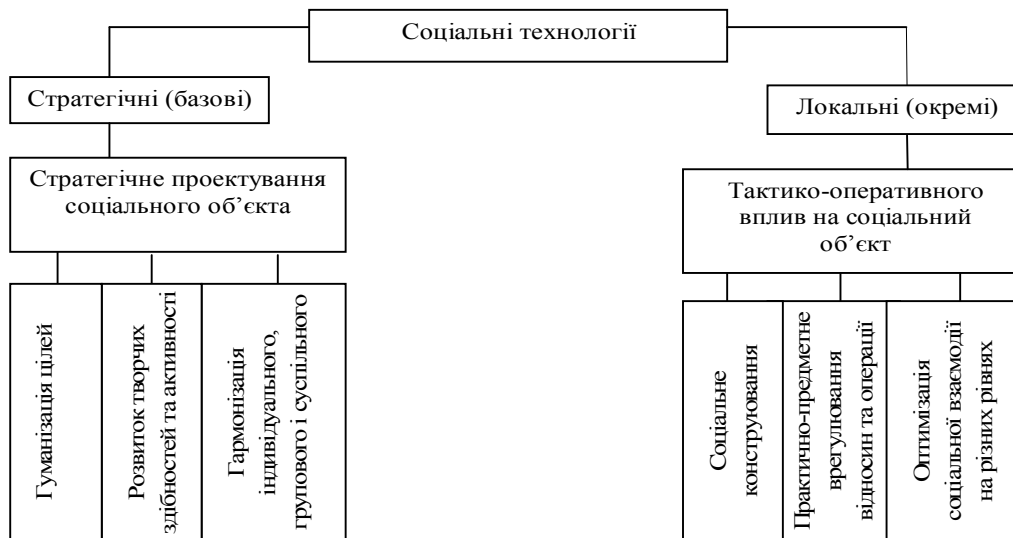 Соціальні технології
Стратегічні (базові)
Локальні (окремі)
Стратегічне проектування
соціального об’єкта
Тактико-оперативного
вплив на соціальний
об’єкт
Гуманізація цілей
Розвиток творчих
здібностей та активності
Гармонізація
індивідуального,
групового і суспільного
Соціальне
конструювання
Практично-предметне
врегулювання
відносин та операції
Оптимізація
соціальної взаємодії
на різних рівнях